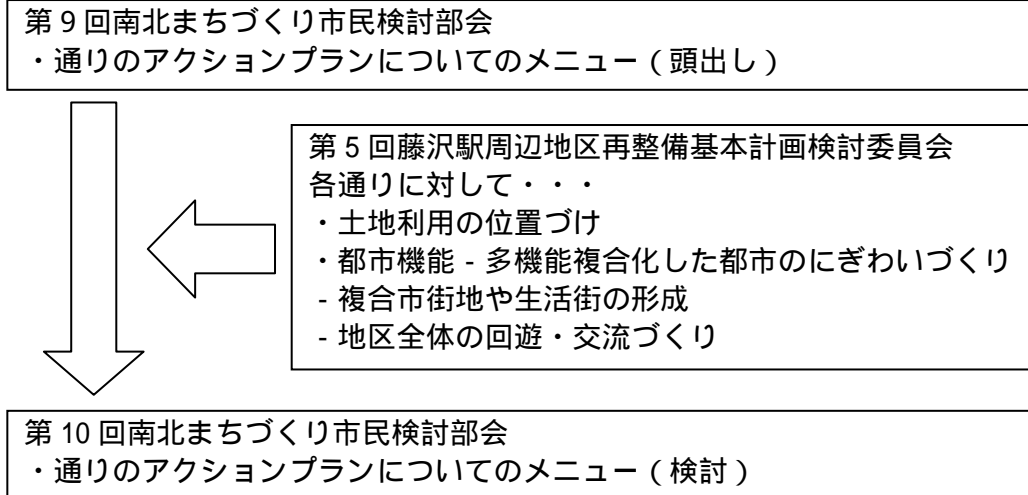 第9回南北まちづくり市民検討部会
・通りのアクションプランについてのメニュー（頭出し）
第5回藤沢駅周辺地区再整備基本計画検討委員会
各通りに対して・・・
・土地利用の位置づけ
・都市機能－多機能複合化した都市のにぎわいづくり
－複合市街地や生活街の形成
－地区全体の回遊・交流づくり
第10回南北まちづくり市民検討部会
・通りのアクションプランについてのメニュー（検討）